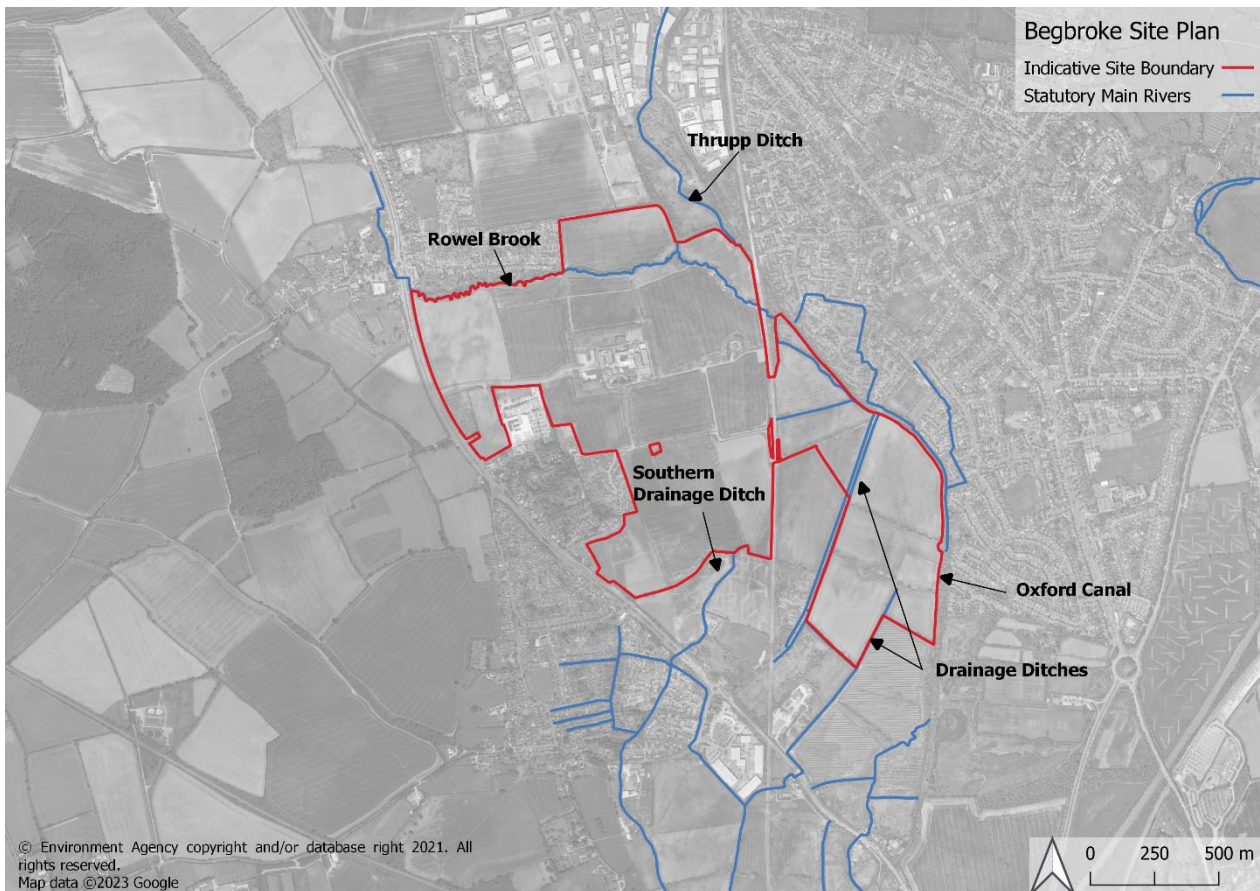 Begbroke Site Plan
Indicative Site Boundary
Statutory Main Rivers
Thrupp Ditch
Rowel Brook
Southern
Drainage Ditch
Oxford Canal
Drainage Ditches
© Environment Agency copyright and/or database right 2021. All
rights reserved.
Map data ©2023 Google
0 250 500 m